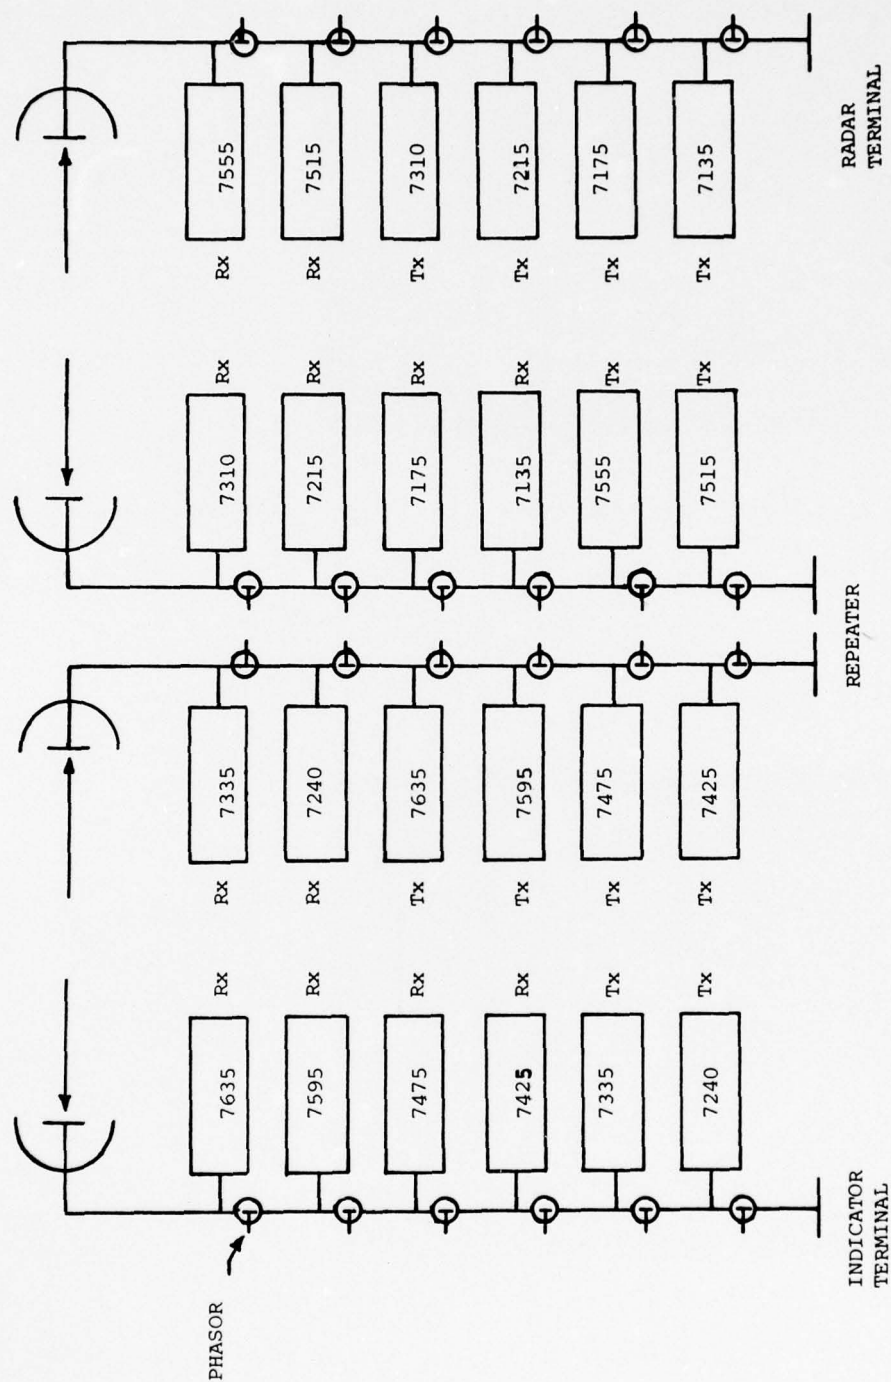 PHASOR
7635 Rx
7595 Rx
7475 Rx
7425 Rx
7335 Tx
7240 Tx
INDICATOR
TERMINAL
Rx 7335
Rx 7240
Tx 7635
Tx 7595
Tx 7475
Tx 7425
7310 Rx
7215 Rx
7175 Rx
7135 Rx
7555 Tx
7515 Tx
REPEATER
Rx 7555
Rx 7515
Tx 7310
Tx 7215
Tx 7175
Tx 7135
RADAR
TERMINAL